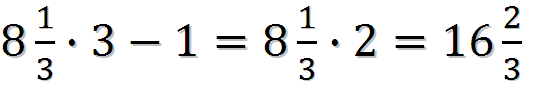 8 1/3 · 3 − 1 = 8 1/3 · 2 = 16 2/3